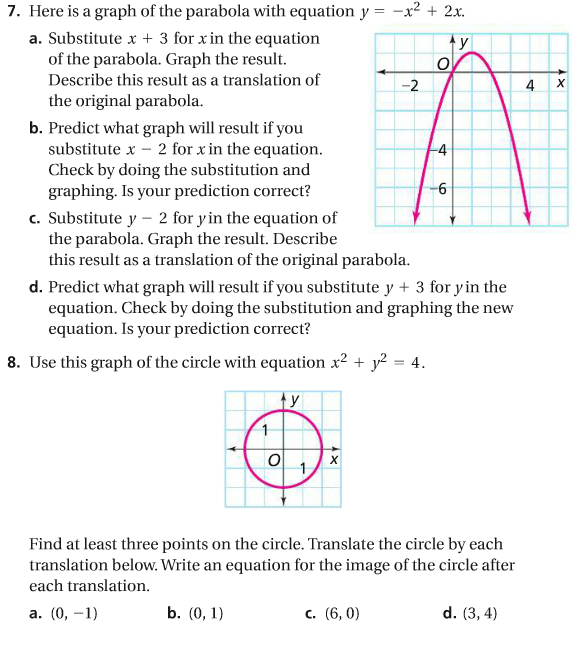 7. Here is a graph of the parabola with equation y = −x² + 2x.
a. Substitute x + 3 for x in the equation
of the parabola. Graph the result.
Describe this result as a translation of
the original parabola.
y
O
−2
4
x
−4
−6
b. Predict what graph will result if you
substitute x − 2 for x in the equation.
Check by doing the substitution and
graphing. Is your prediction correct?
c. Substitute y − 2 for y in the equation of
the parabola. Graph the result. Describe
this result as a translation of the original parabola.
d. Predict what graph will result if you substitute y + 3 for y in the
equation. Check by doing the substitution and graphing the new
equation. Is your prediction correct?
8. Use this graph of the circle with equation x² + y² = 4.
y
1
O
1
x
Find at least three points on the circle. Translate the circle by each
translation below. Write an equation for the image of the circle after
each translation.
a. (0, −1) b. (0, 1) c. (6, 0) d. (3, 4)